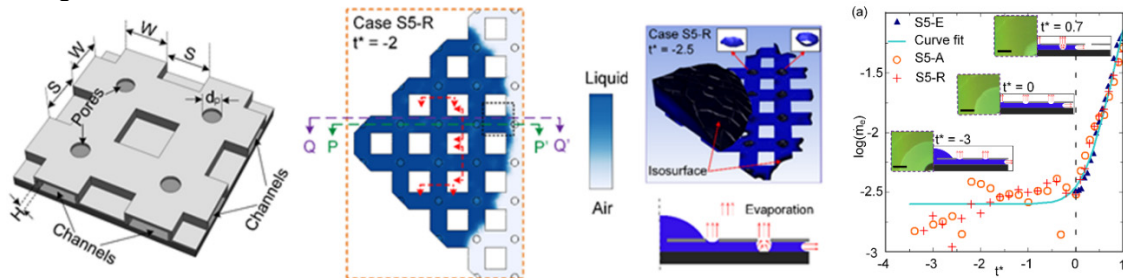 W
S
W
S
Pores
dp
H
Channels
Channels
Case S5-R
t* = -2
Q
P
P'
Q'
Liquid
Air
Case S5-R
t* = -2.5
Isosurface
Evaporation
(a)
S5-E
Curve fit
S5-A
S5-R
t* = 0.7
t* = 0
t* = -3
log(ṁe)
-1.5
-2
-2.5
-3
-4
-3
-2
-1
0
1
t*